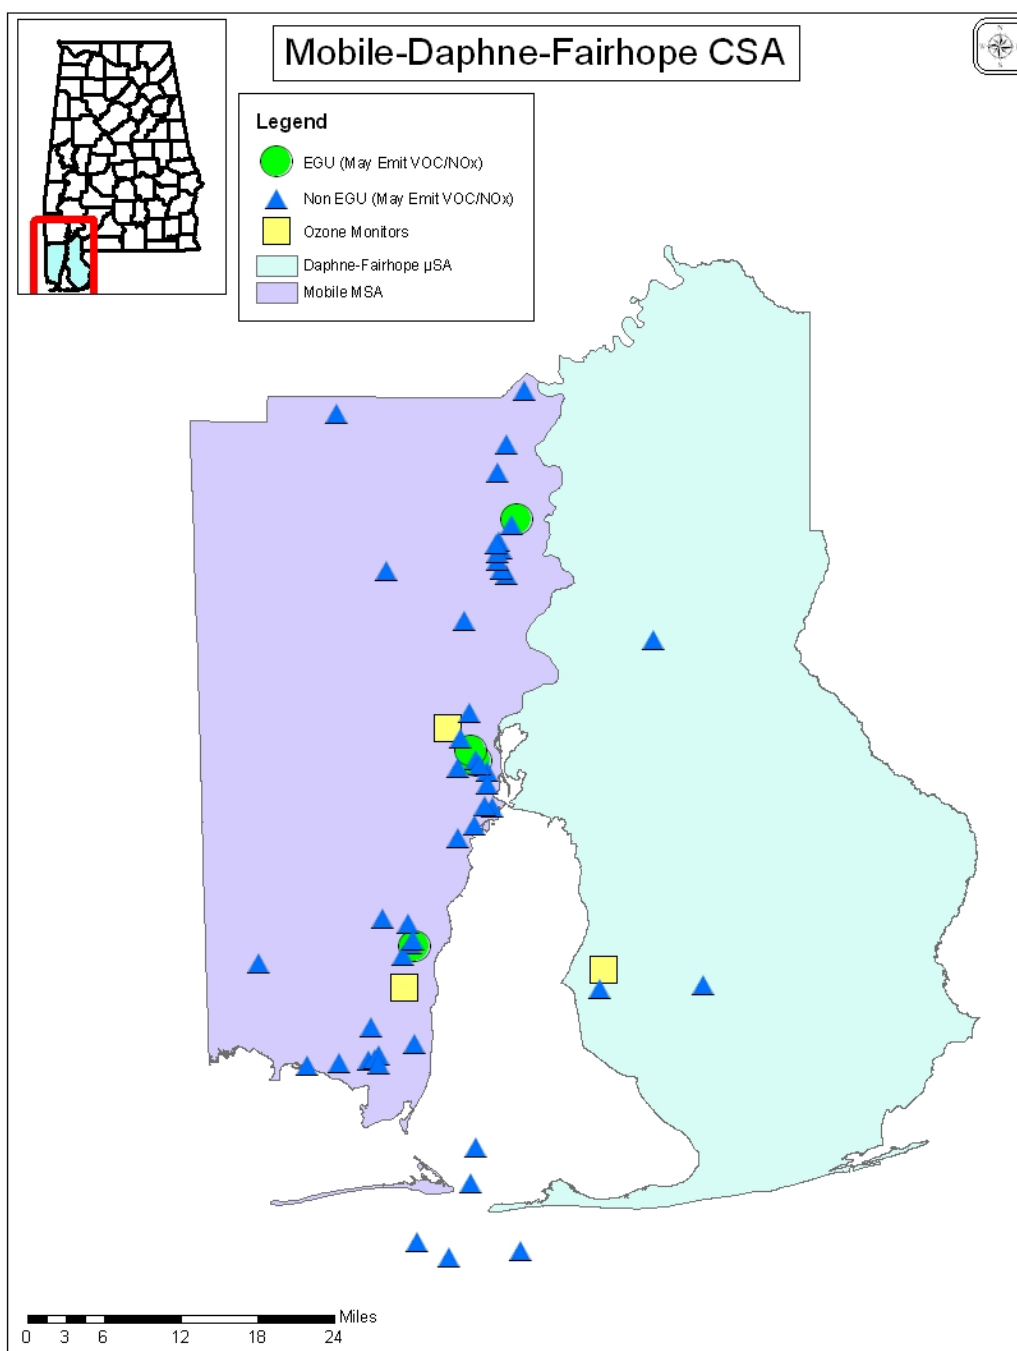 Mobile-Daphne-Fairhope CSA
Legend
EGU (May Emit VOC/NOx)
Non EGU (May Emit VOC/NOx)
Ozone Monitors
Daphne-Fairhope µSA
Mobile MSA
Miles
0 3 6 12 18 24